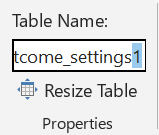 Table Name:
tcome_settings1
Resize Table
Properties